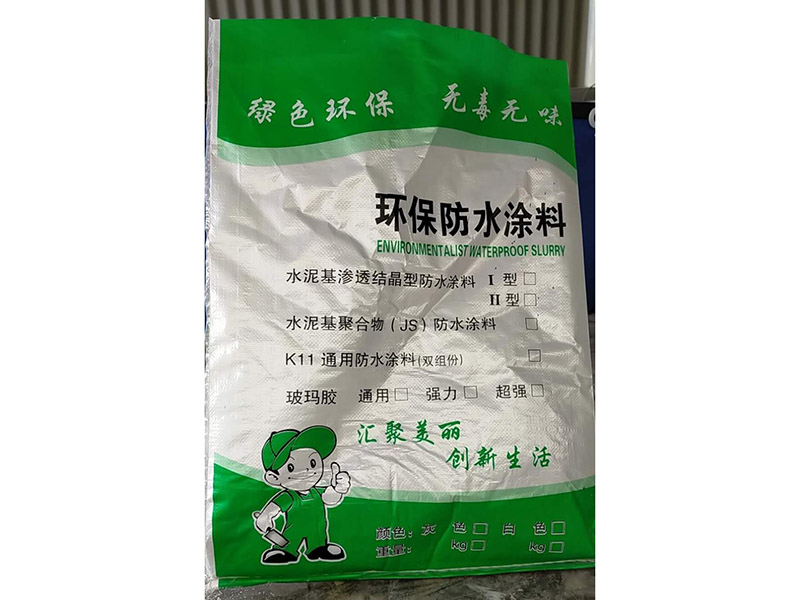 绿色环保 无毒无味
环保防水涂料
ENVIRONMENTALIST WATERPROOF SLURRY
水泥基渗透结晶型防水涂料 I 型□
II 型□
水泥基聚合物(JS)防水涂料 □
K11 通用防水涂料(双组份) □
玻玛胶 通用□ 强力□ 超强□
汇聚美丽
创新生活
颜色: 灰 色□ 白 色□
重量: kg□ kg□